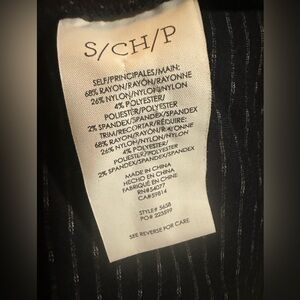 S/CH/P
SELF/PRINCIPALES/MAIN:
68% RAYON/RAYÓN/RAYONNE
26% NYLON/NYLON/NYLON
4% POLYESTER/
POLIÉSTER/POLYESTER
2% SPANDEX/SPANDEX/SPANDEX
TRIM/RECORTAR/RÉDUIRE:
68% RAYON/RAYÓN/RAYONNE
26% NYLON/NYLON/NYLON
4% POLYESTER/
POLIÉSTER/POLYESTER
2% SPANDEX/SPANDEX/SPANDEX
MADE IN CHINA
HECHO EN CHINA
FABRIQUÉ EN CHINE
RN#54077
CA#59814
STYLE# 5658
PO# 223599
SEE REVERSE FOR CARE